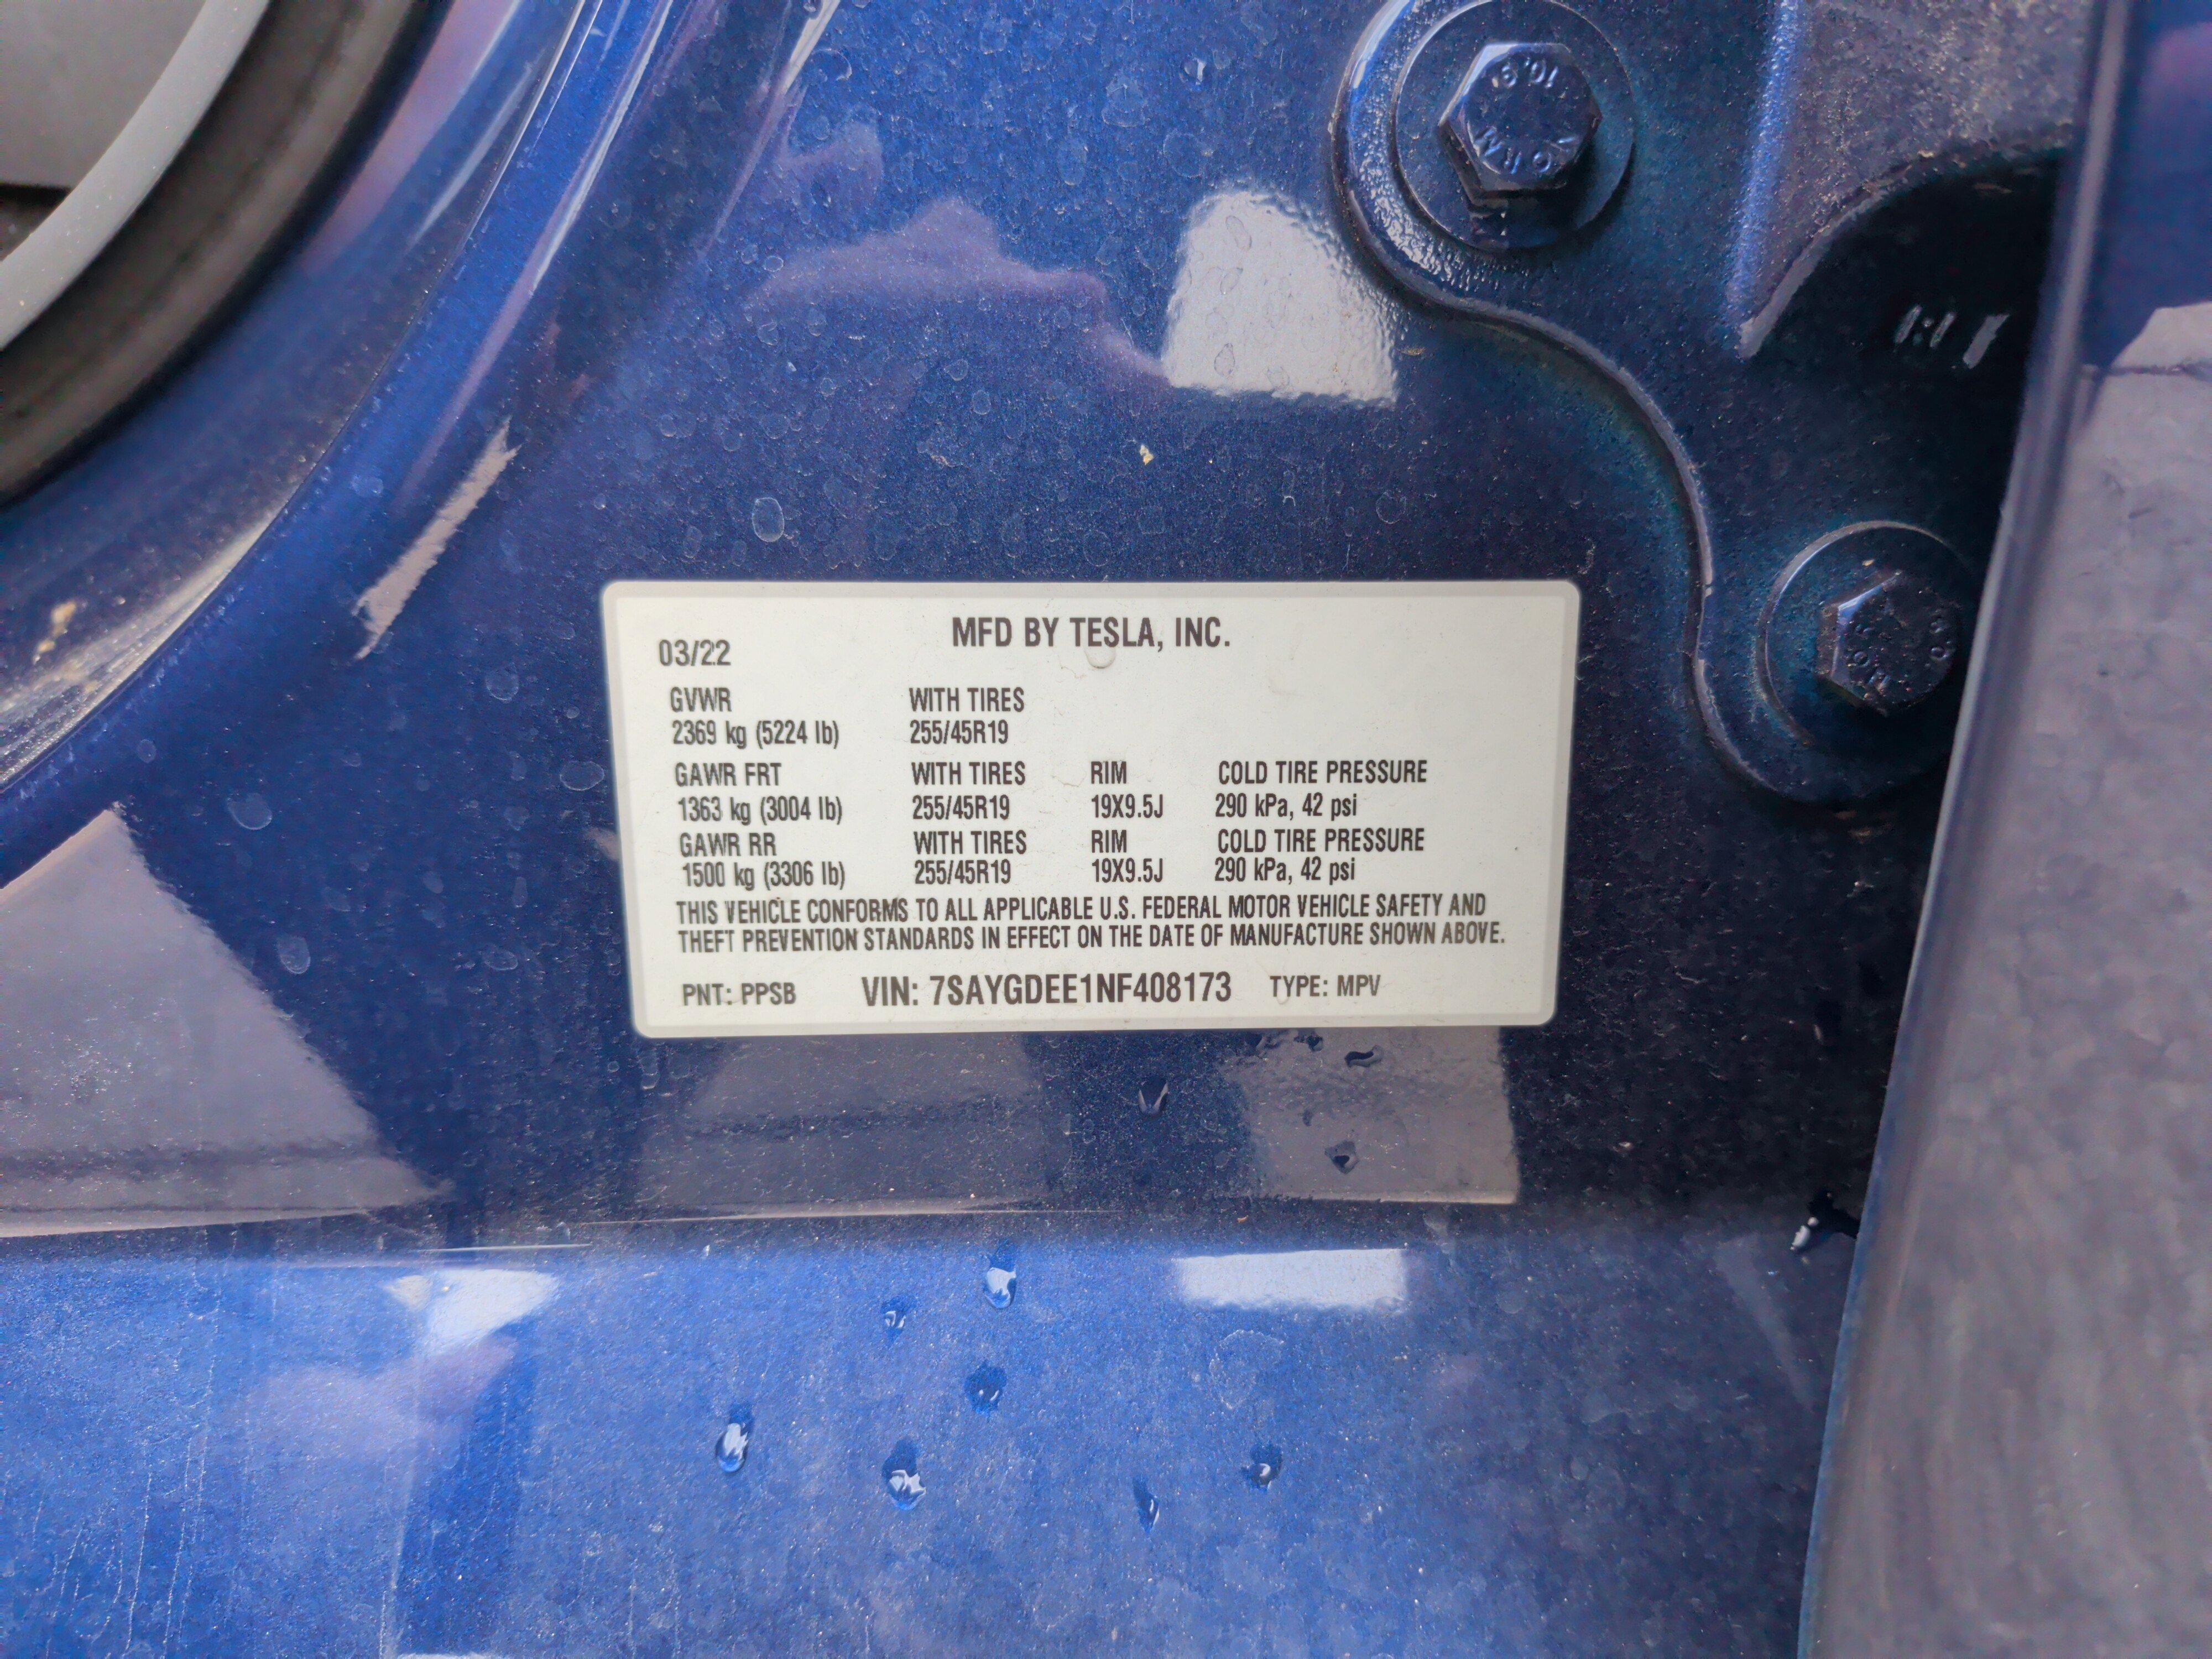 MFD BY TESLA, INC.
03/22
GVWR WITH TIRES
2369 kg (5224 lb) 255/45R19
GAWR FRT WITH TIRES RIM COLD TIRE PRESSURE
1363 kg (3004 lb) 255/45R19 19X9.5J 290 kPa, 42 psi
GAWR RR WITH TIRES RIM COLD TIRE PRESSURE
1500 kg (3306 lb) 255/45R19 19X9.5J 290 kPa, 42 psi
THIS VEHICLE CONFORMS TO ALL APPLICABLE U.S. FEDERAL MOTOR VEHICLE SAFETY AND
THEFT PREVENTION STANDARDS IN EFFECT ON THE DATE OF MANUFACTURE SHOWN ABOVE.
PNT: PPSB VIN: 7SAYGDEE1NF408173 TYPE: MPV
10.9